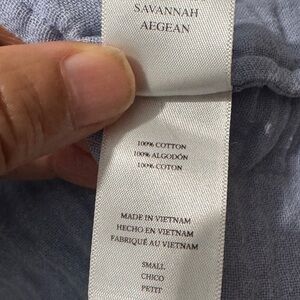 SAVANNAH
AEGEAN
100% COTTON
100% ALGODÓN
100% COTON
MADE IN VIETNAM
HECHO EN VIETNAM
FABRIQUÉ AU VIETNAM
SMALL
CHICO
PETIT